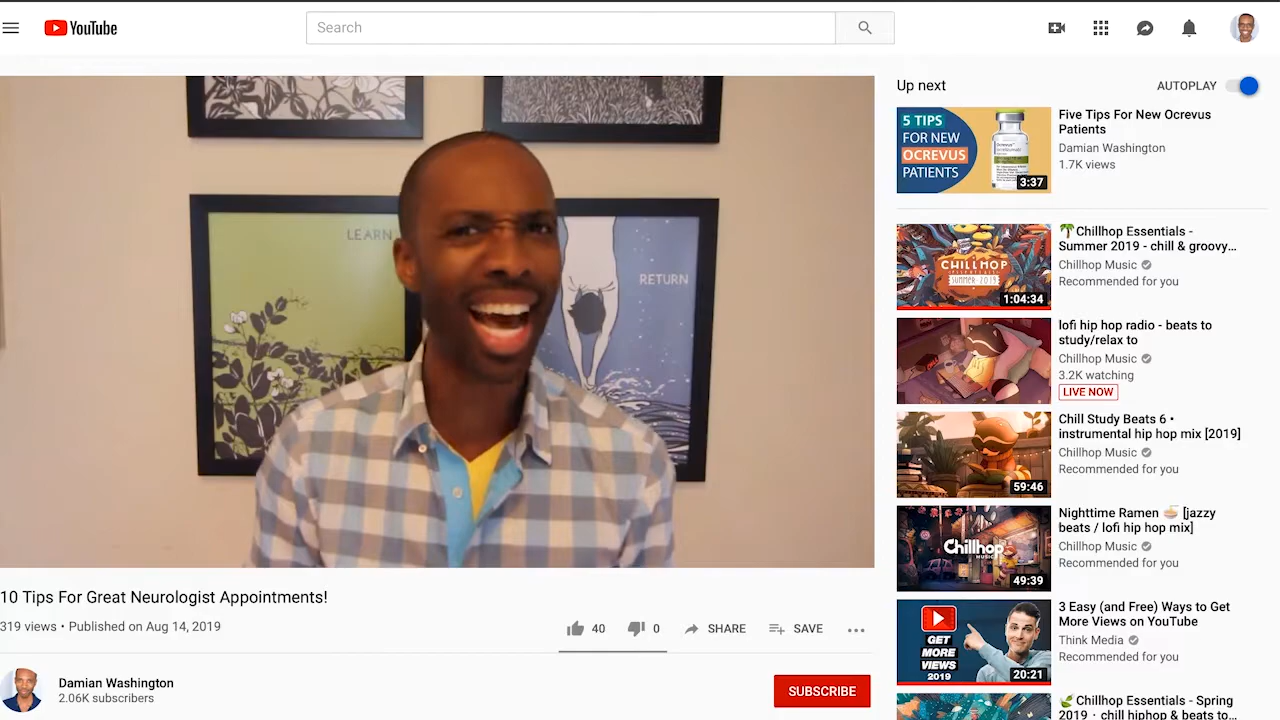 YouTube
Search
LEARN
RETURN
10 Tips For Great Neurologist Appointments!
319 views • Published on Aug 14, 2019
40
0
SHARE
SAVE
Damian Washington
2.06K subscribers
SUBSCRIBE
Up next
AUTOPLAY
5 TIPS
FOR NEW
OCREVUS
PATIENTS
Ocrevus
3:37
Five Tips For New Ocrevus
Patients
Damian Washington
1.7K views
CHILLHOP
ESSENTIALS
SUMMER • 2019
1:04:34
🌴Chillhop Essentials -
Summer 2019 - chill & groovy...
Chillhop Music
Recommended for you
lofi hip hop radio - beats to
study/relax to
Chillhop Music
3.2K watching
LIVE NOW
59:46
Chill Study Beats 6 •
instrumental hip hop mix [2019]
Chillhop Music
Recommended for you
Chillhop
MUSIC
49:39
Nighttime Ramen 🍜 [jazzy
beats / lofi hip hop mix]
Chillhop Music
Recommended for you
GET
MORE
VIEWS
2019
20:21
3 Easy (and Free) Ways to Get
More Views on YouTube
Think Media
Recommended for you
🌿Chillhop Essentials - Spring
2019 • chill hiphop & beats to...